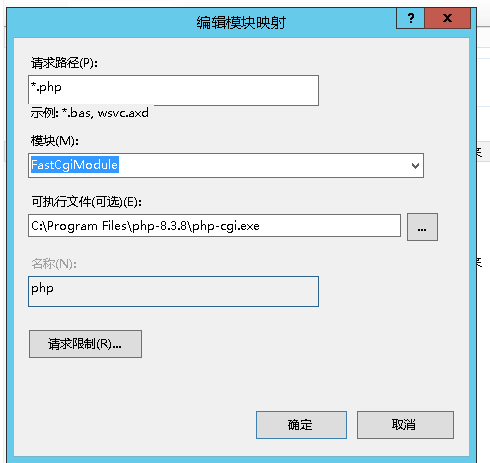 编辑模块映射
?
x
请求路径(P):
*.php
示例: *.bas, wsvc.axd
模块(M):
FastCgiModule
可执行文件(可选)(E):
C:\Program Files\php-8.3.8\php-cgi.exe
...
名称(N):
php
请求限制(R)...
确定
取消